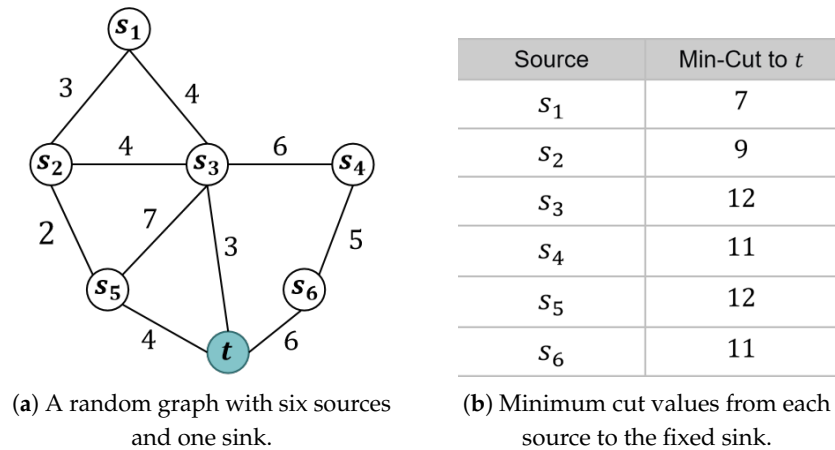 s₁
3
4
s₂
4
s₃
6
s₄
2
7
3
5
s₅
s₆
4
t
6
(a) A random graph with six sources
and one sink.
Source Min-Cut to t
s₁ 7
s₂ 9
s₃ 12
s₄ 11
s₅ 12
s₆ 11
(b) Minimum cut values from each
source to the fixed sink.